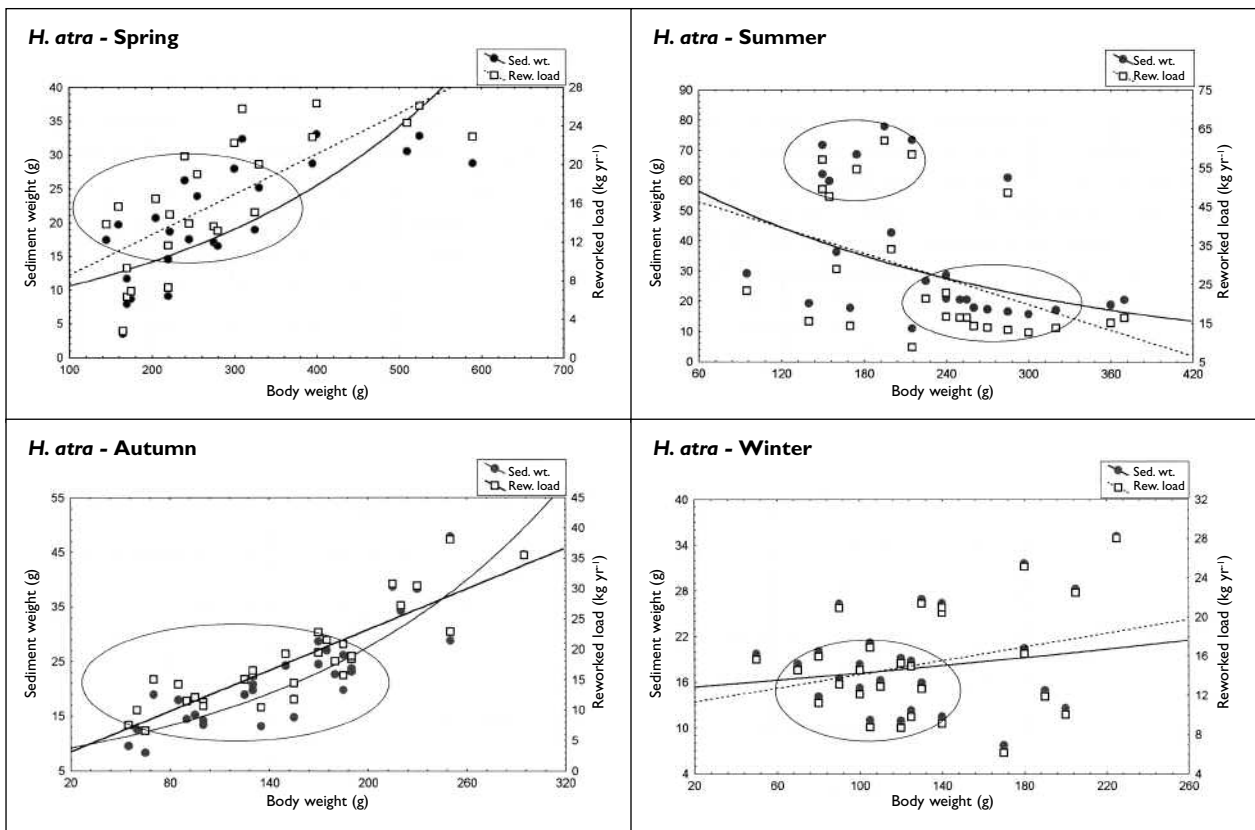 H. atra - Spring
Sed. wt.
Rew. load
Sediment weight (g)
40
35
30
25
20
15
10
5
0
28
24
20
16
12
8
4
0
Reworked load (kg yr⁻¹)
100 200 300 400 500 600 700
Body weight (g)
H. atra - Summer
Sed. wt.
Rew. load
Sediment weight (g)
90
80
70
60
50
40
30
20
10
0
75
65
55
45
35
25
15
5
Reworked load (kg yr⁻¹)
60 120 180 240 300 360 420
Body weight (g)
H. atra - Autumn
Sed. wt.
Rew. load
Sediment weight (g)
55
45
35
25
15
5
45
40
35
30
25
20
15
10
5
0
Reworked load (kg yr⁻¹)
20 80 140 200 260 320
Body weight (g)
H. atra - Winter
Sed. wt.
Rew. load
Sediment weight (g)
40
34
28
22
16
10
4
32
28
24
20
16
12
8
4
Reworked load (kg yr⁻¹)
20 60 100 140 180 220 260
Body weight (g)